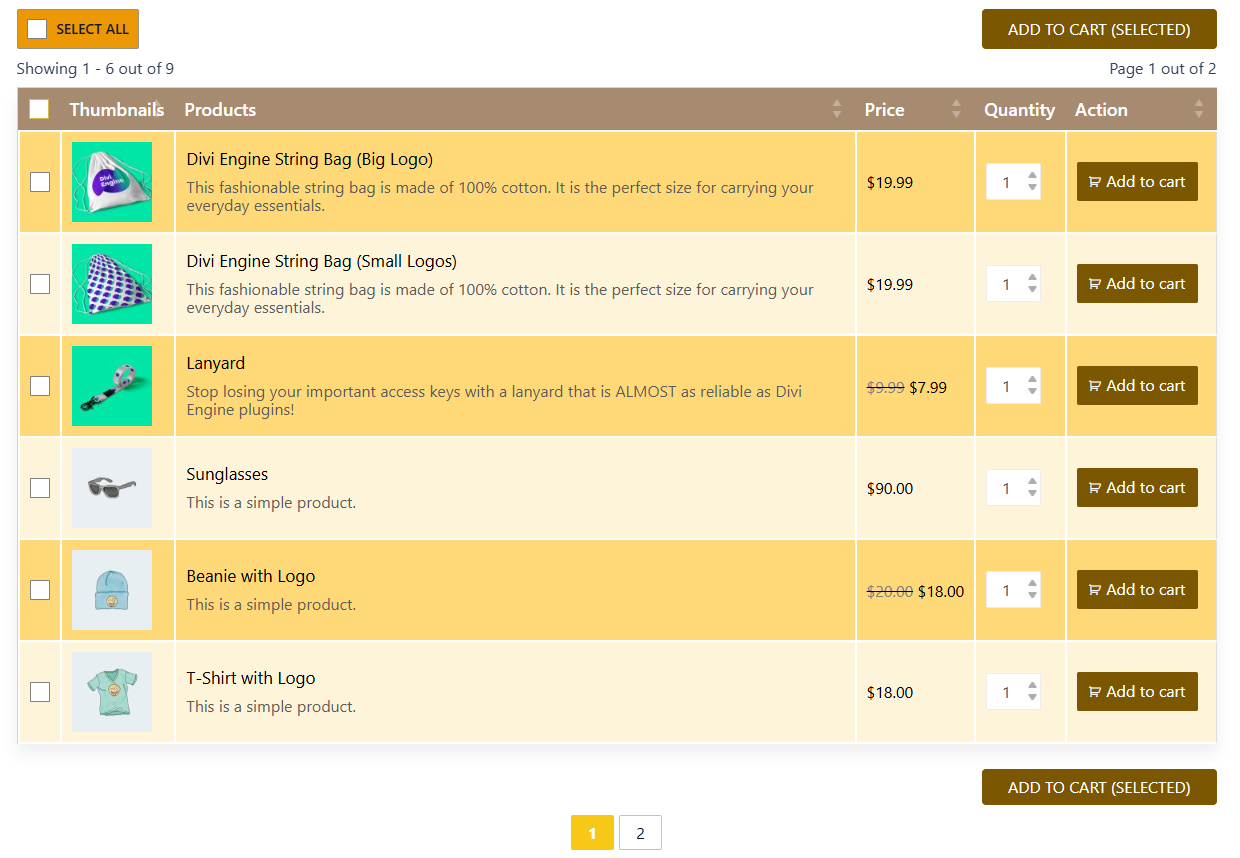 SELECT ALL
ADD TO CART (SELECTED)
Showing 1 - 6 out of 9
Page 1 out of 2
Thumbnails Products Price Quantity Action
Divi Engine
Divi Engine String Bag (Big Logo)
This fashionable string bag is made of 100% cotton. It is the perfect size for carrying your
everyday essentials.
$19.99
1
Add to cart
Divi Engine String Bag (Small Logos)
This fashionable string bag is made of 100% cotton. It is the perfect size for carrying your
everyday essentials.
$19.99
1
Add to cart
Lanyard
Stop losing your important access keys with a lanyard that is ALMOST as reliable as Divi
Engine plugins!
$9.99 $7.99
1
Add to cart
Sunglasses
This is a simple product.
$90.00
1
Add to cart
Beanie with Logo
This is a simple product.
$20.00 $18.00
1
Add to cart
T-Shirt with Logo
This is a simple product.
$18.00
1
Add to cart
ADD TO CART (SELECTED)
1 2